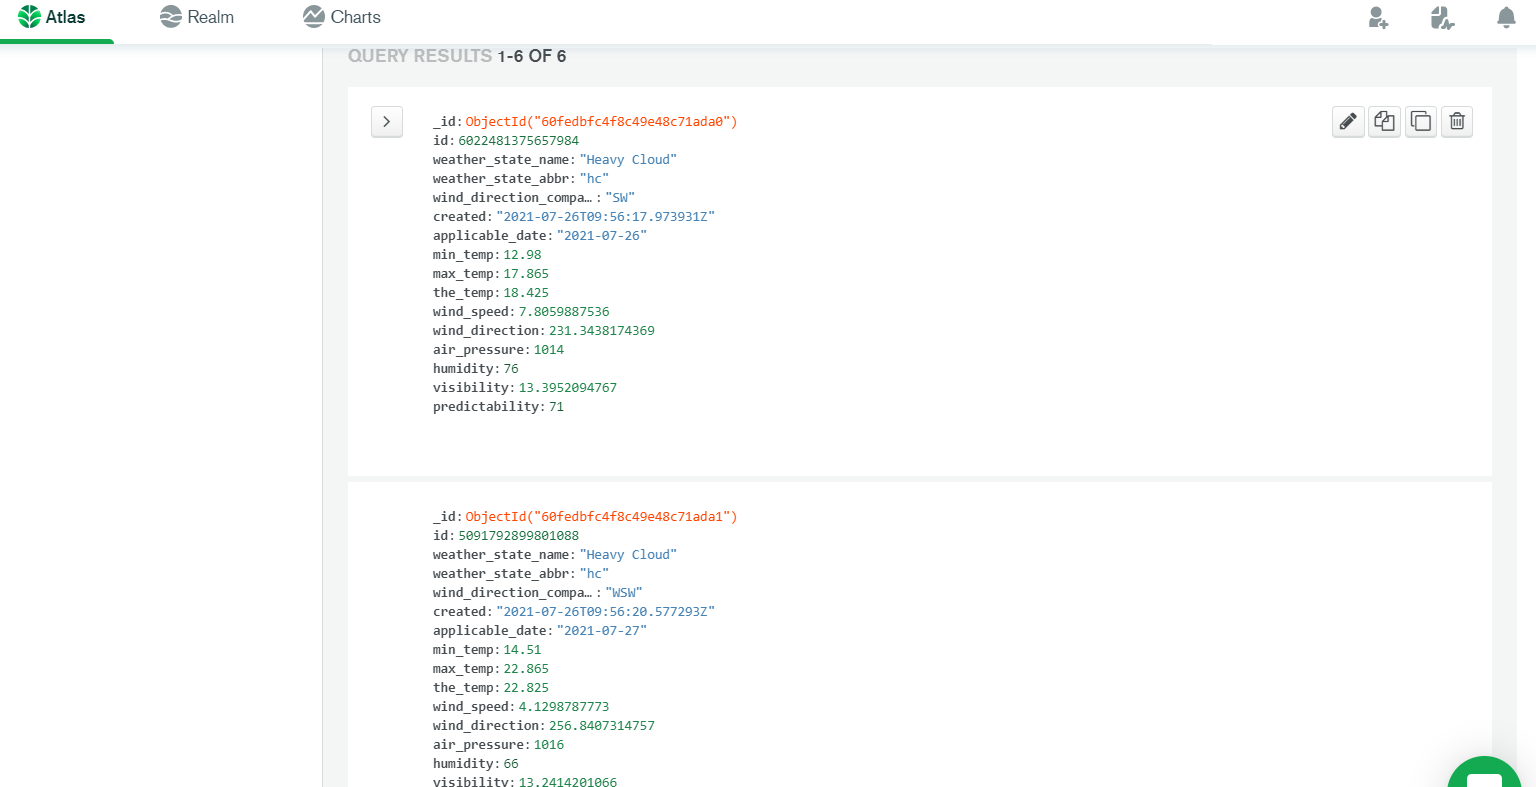 Atlas Realm Charts
QUERY RESULTS 1-6 OF 6
_id: ObjectId("60fedbfc4f8c49e48c71ada0")
id: 6022481375657984
weather_state_name: "Heavy Cloud"
weather_state_abbr: "hc"
wind_direction_compa… : "SW"
created: "2021-07-26T09:56:17.973931Z"
applicable_date: "2021-07-26"
min_temp: 12.98
max_temp: 17.865
the_temp: 18.425
wind_speed: 7.8059887536
wind_direction: 231.3438174369
air_pressure: 1014
humidity: 76
visibility: 13.3952094767
predictability: 71
_id: ObjectId("60fedbfc4f8c49e48c71ada1")
id: 5091792899801088
weather_state_name: "Heavy Cloud"
weather_state_abbr: "hc"
wind_direction_compa… : "WSW"
created: "2021-07-26T09:56:20.577293Z"
applicable_date: "2021-07-27"
min_temp: 14.51
max_temp: 22.865
the_temp: 22.825
wind_speed: 4.1298787773
wind_direction: 256.8407314757
air_pressure: 1016
humidity: 66
visibility: 13.2414201066